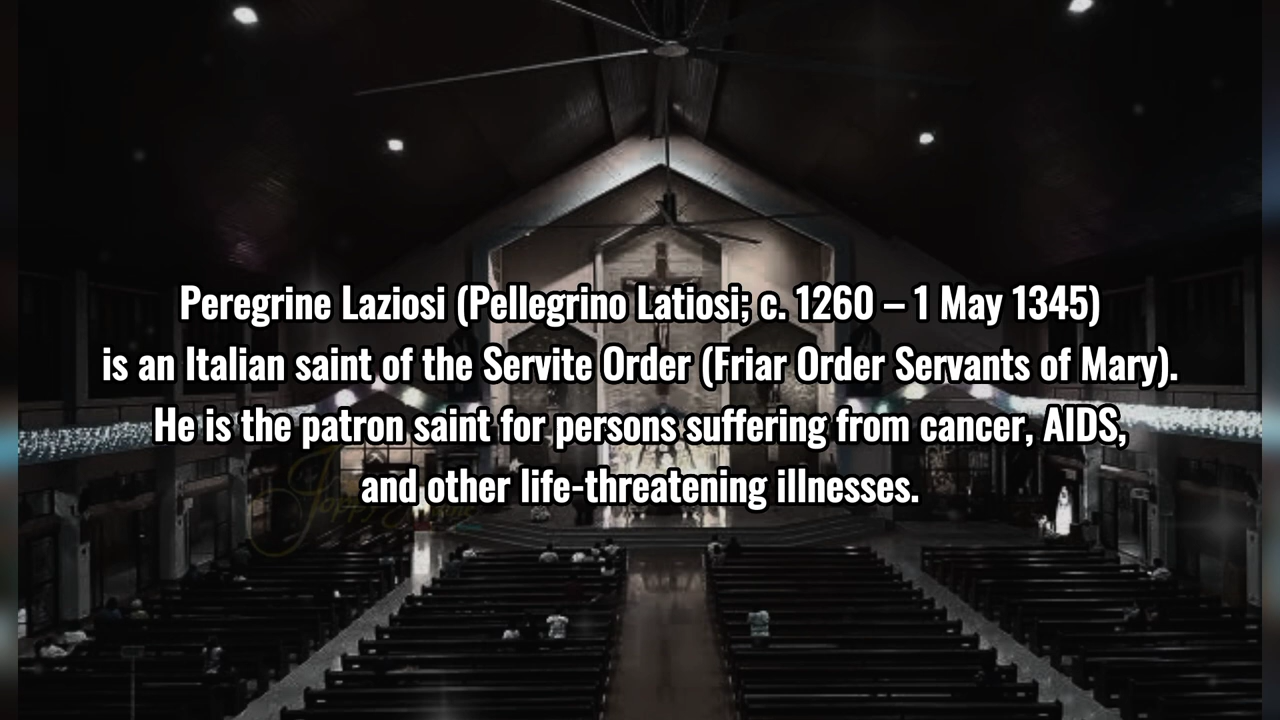 Peregrine Laziosi (Pellegrino Latiosi; c. 1260 – 1 May 1345)
is an Italian saint of the Servite Order (Friar Order Servants of Mary).
He is the patron saint for persons suffering from cancer, AIDS,
and other life-threatening illnesses.